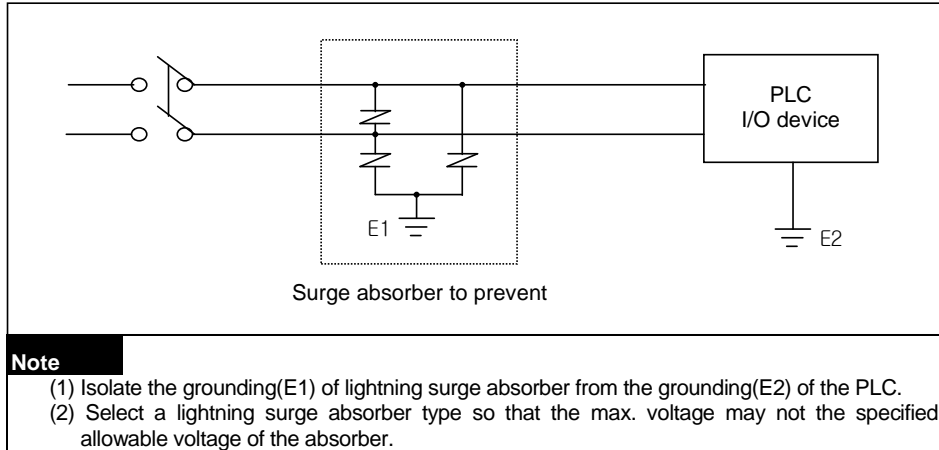 PLC
I/O device
E1
E2
Surge absorber to prevent
Note
(1) Isolate the grounding(E1) of lightning surge absorber from the grounding(E2) of the PLC.
(2) Select a lightning surge absorber type so that the max. voltage may not the specified
allowable voltage of the absorber.